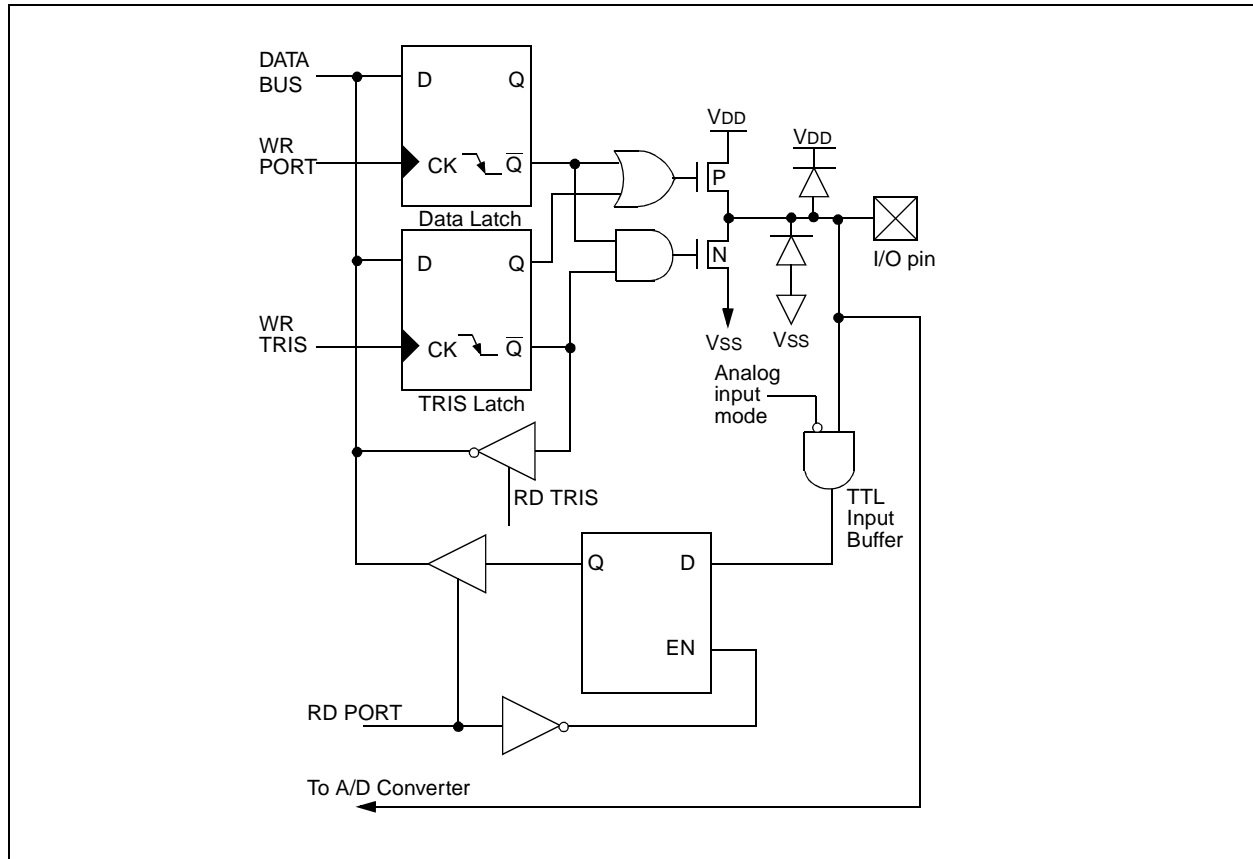 DATA
BUS
D
Q
WR
PORT
CK
Q̅
Data Latch
VDD
P
VDD
I/O pin
D
Q
N
WR
TRIS
CK
Q̅
TRIS Latch
VSS
VSS
Analog
input
mode
RD TRIS
TTL
Input
Buffer
Q
D
EN
RD PORT
To A/D Converter